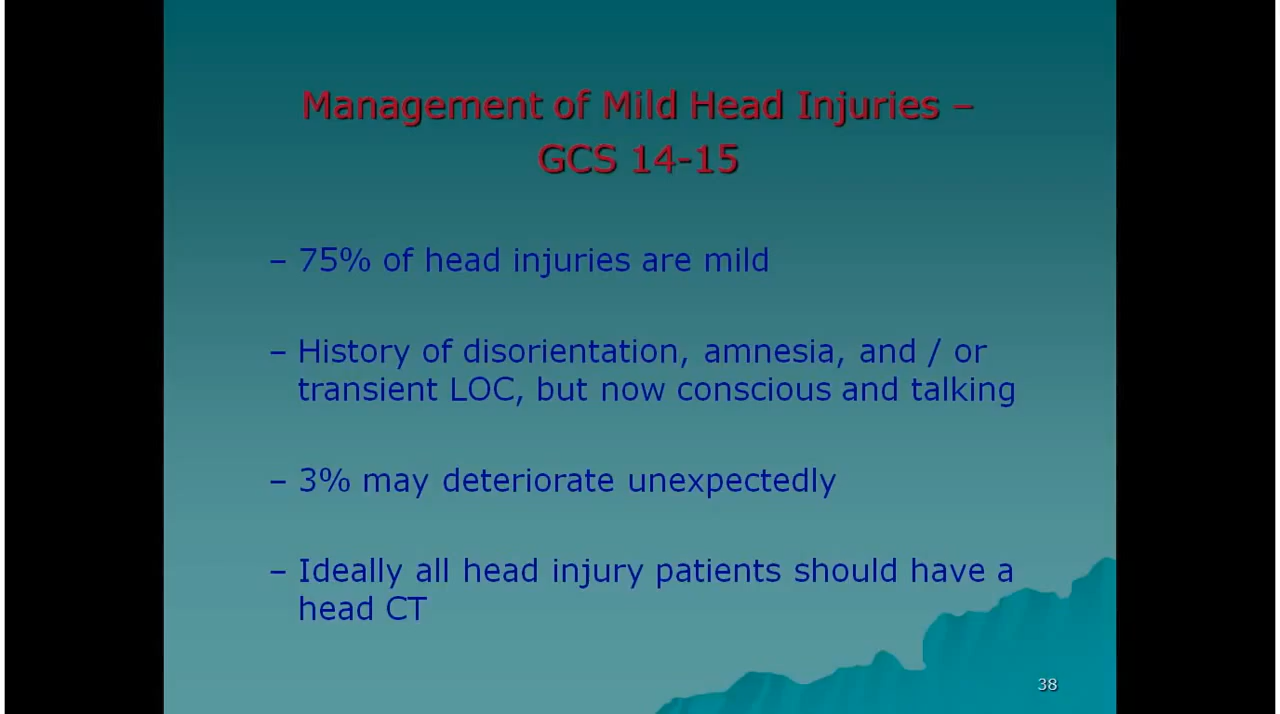 Management of Mild Head Injuries –
GCS 14-15
– 75% of head injuries are mild
– History of disorientation, amnesia, and / or
transient LOC, but now conscious and talking
– 3% may deteriorate unexpectedly
– Ideally all head injury patients should have a
head CT
38